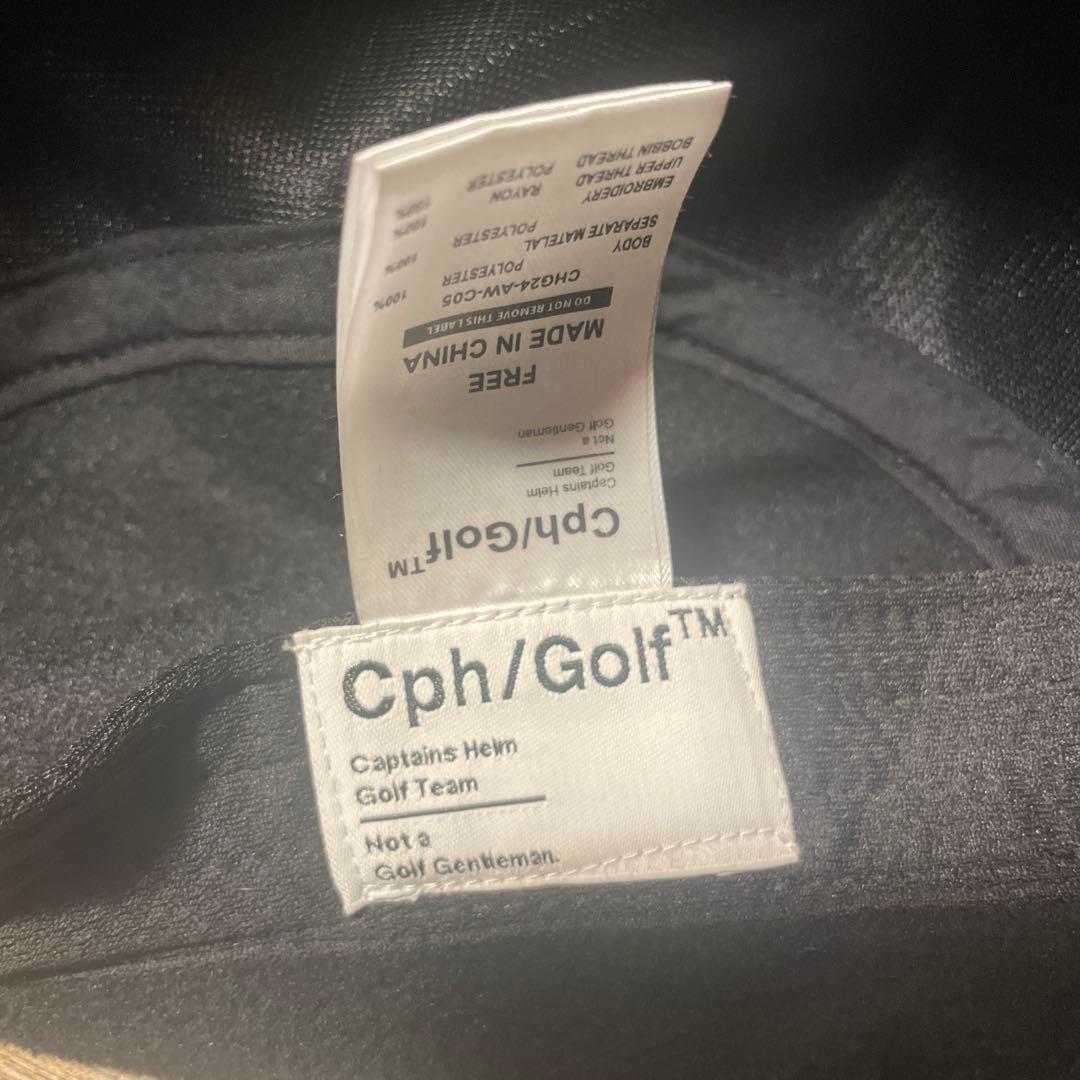 Cph/Golf™
Captains Helm
Golf Team
Not a
Golf Gentleman.
Cph/Golf™
Captains Helm
Golf Team
Not a
Golf Gentleman
FREE
MADE IN CHINA
DO NOT REMOVE THIS LABEL
CHG24-AW-C05
BODY POLYESTER 100%
SEPARATE MATELAL POLYESTER 100%
EMBROIDERY
UPPER THREAD RAYON 100%
BOBBIN THREAD POLYESTER 100%